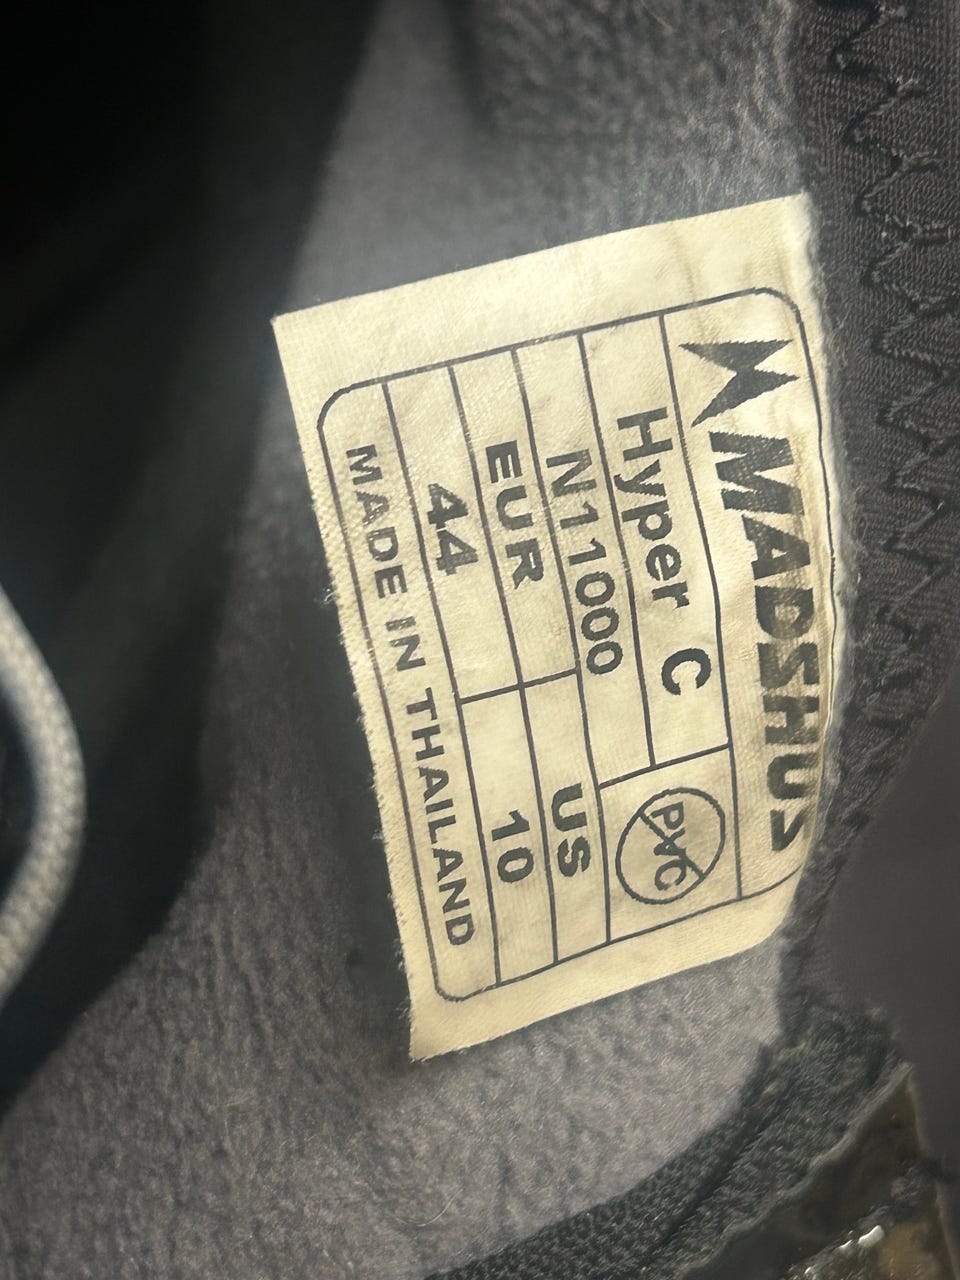 MADSHUS
Hyper C
N11000
PVC
EUR US
44 10
MADE IN THAILAND